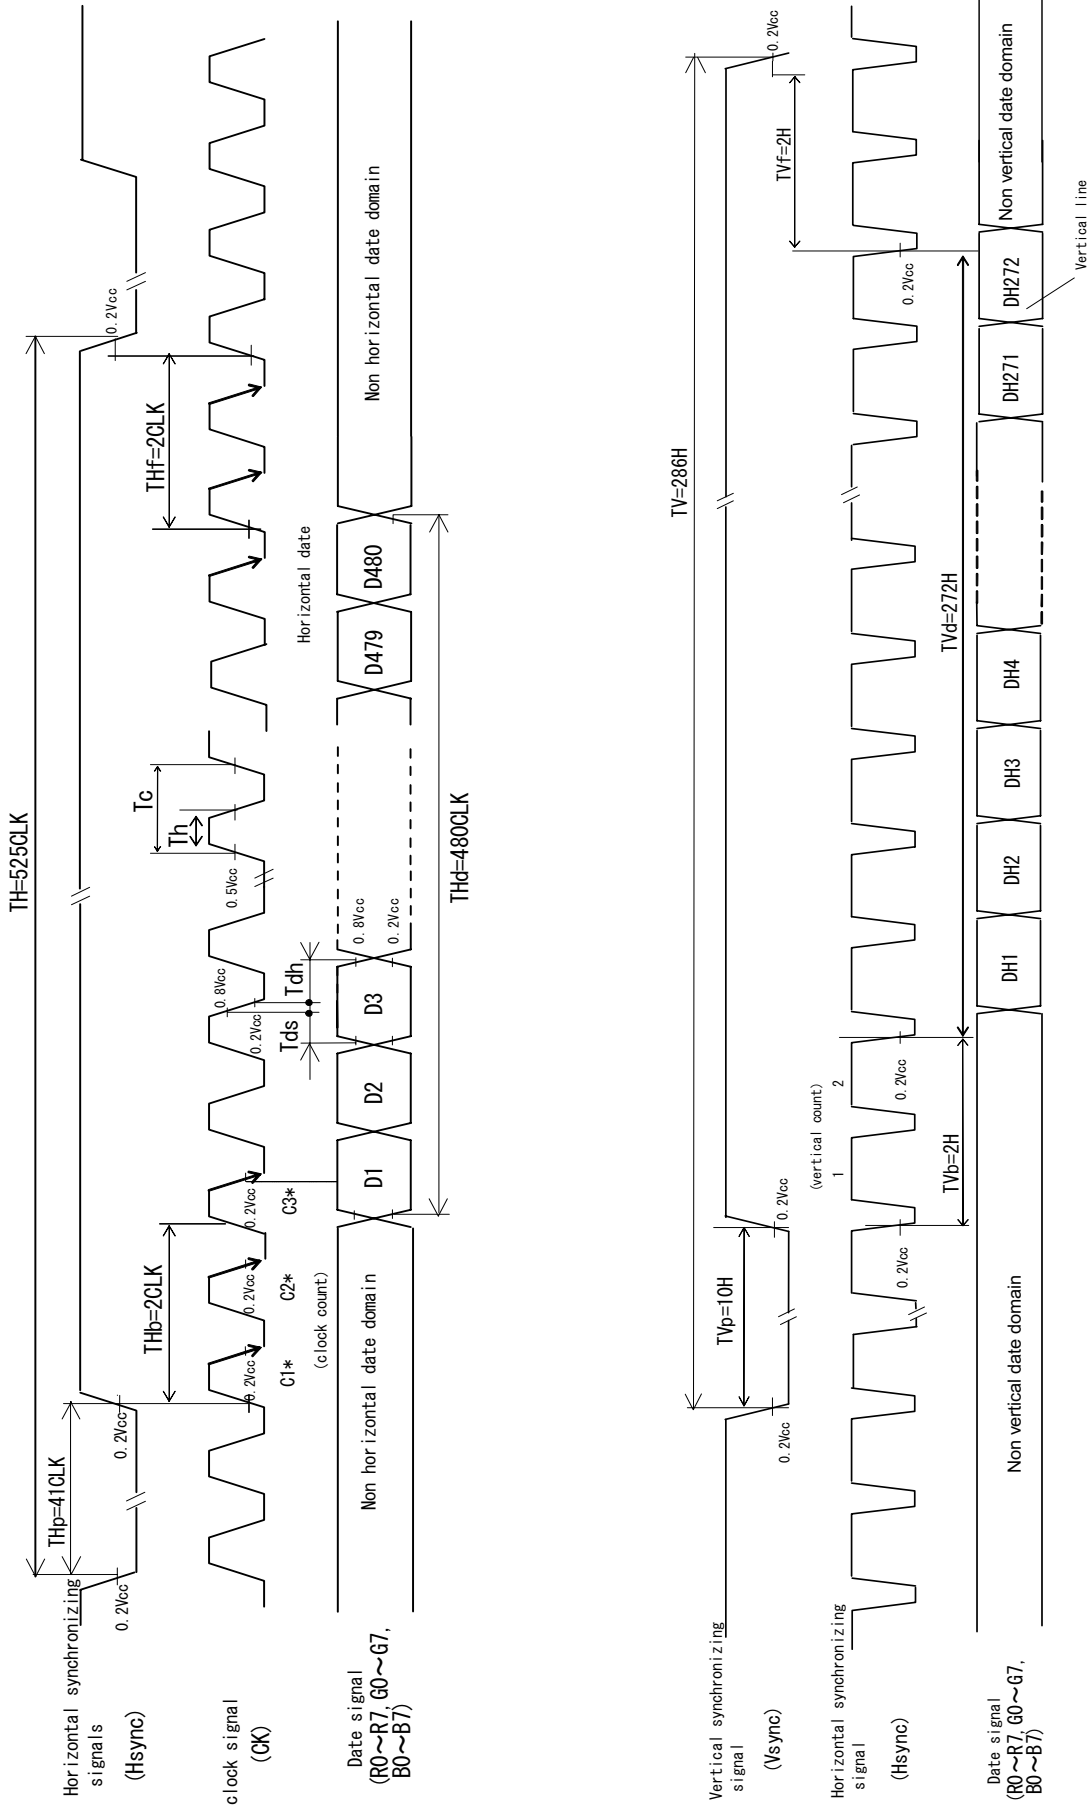 TH=525CLK
THp=41CLK
0.2Vcc
0.2Vcc
0.2Vcc
Horizontal synchronizing
signals
(Hsync)
THb=2CLK
THf=2CLK
Tc
Th
0.5Vcc
0.2Vcc
0.2Vcc
0.2Vcc
0.2Vcc
0.8Vcc
clock signal
(CK)
C1*
C2*
C3*
(clock count)
Tds
Tdh
0.8Vcc
0.2Vcc
Horizontal date
Date signal
(R0～R7, G0～G7,
B0～B7)
Non horizontal date domain
D1
D2
D3
D479
D480
Non horizontal date domain
THd=480CLK
TV=286H
Vertical synchronizing
signal
(Vsync)
0.2Vcc
TVp=10H
0.2Vcc
TVf=2H
0.2Vcc
(vertical count)
1
2
Horizontal synchronizing
signal
(Hsync)
0.2Vcc
0.2Vcc
0.2Vcc
TVb=2H
TVd=272H
Date signal
(R0～R7, G0～G7,
B0～B7)
Non vertical date domain
DH1
DH2
DH3
DH4
DH271
DH272
Non vertical date domain
Vertical line